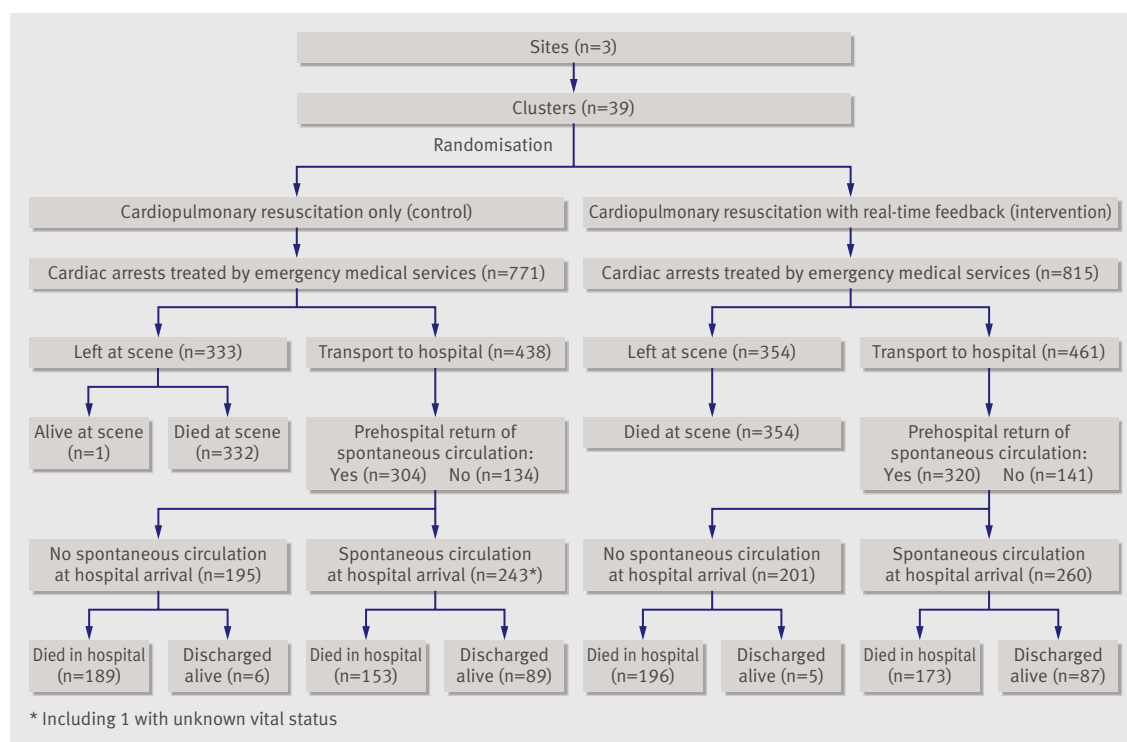 Sites (n=3)
Clusters (n=39)
Randomisation
Cardiopulmonary resuscitation only (control)
Cardiopulmonary resuscitation with real-time feedback (intervention)
Cardiac arrests treated by emergency medical services (n=771)
Cardiac arrests treated by emergency medical services (n=815)
Left at scene (n=333)
Transport to hospital (n=438)
Left at scene (n=354)
Transport to hospital (n=461)
Alive at scene
(n=1)
Died at scene
(n=332)
Prehospital return of
spontaneous circulation:
Yes (n=304) No (n=134)
Died at scene (n=354)
Prehospital return of
spontaneous circulation:
Yes (n=320) No (n=141)
No spontaneous circulation
at hospital arrival (n=195)
Spontaneous circulation
at hospital arrival (n=243*)
No spontaneous circulation
at hospital arrival (n=201)
Spontaneous circulation
at hospital arrival (n=260)
Died in hospital
(n=189)
Discharged
alive (n=6)
Died in hospital
(n=153)
Discharged
alive (n=89)
Died in hospital
(n=196)
Discharged
alive (n=5)
Died in hospital
(n=173)
Discharged
alive (n=87)
* Including 1 with unknown vital status